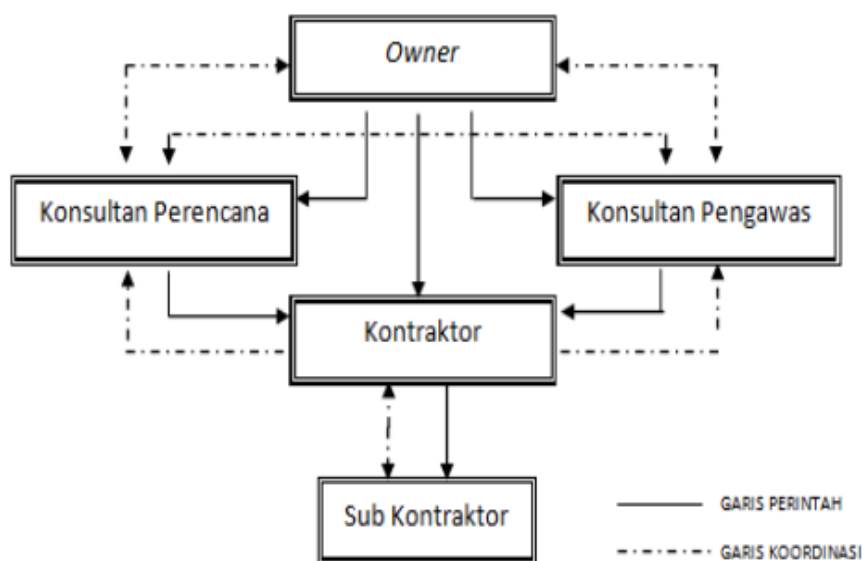 Owner
Konsultan Perencana
Konsultan Pengawas
Kontraktor
Sub Kontraktor
GARIS PERINTAH
GARIS KOORDINASI